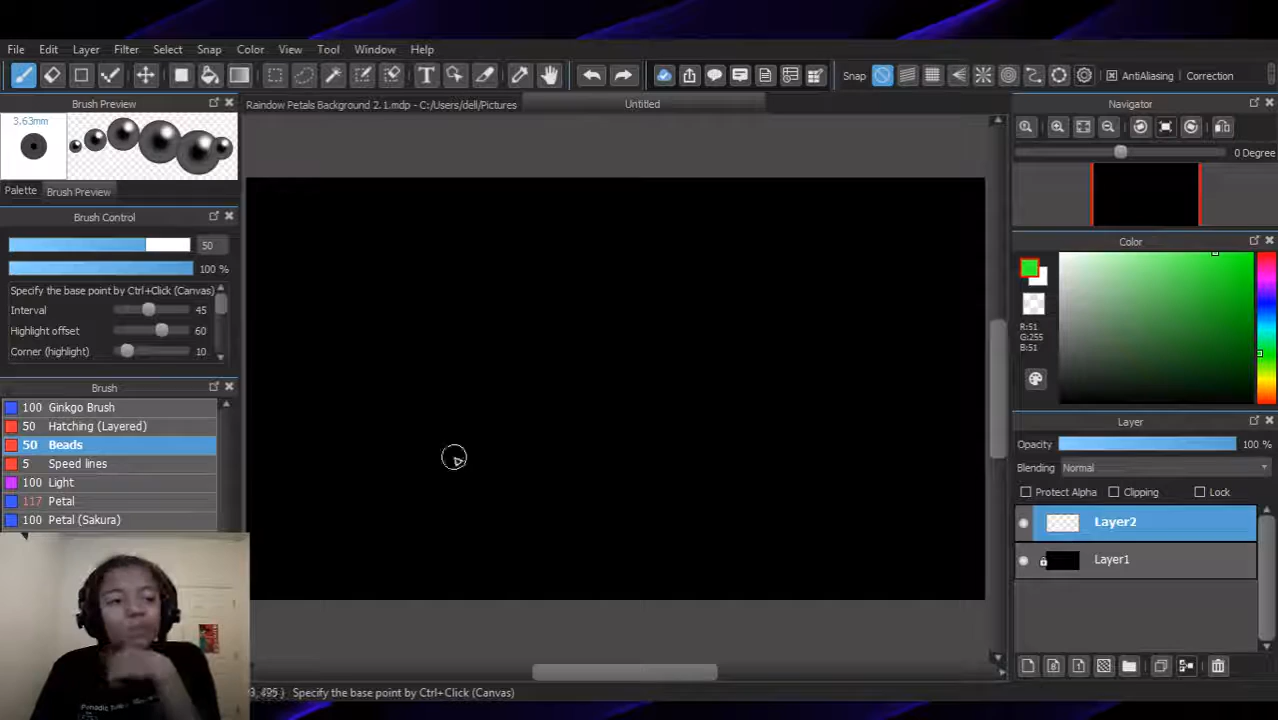 File Edit Layer Filter Select Snap Color View Tool Window Help
T Snap AntiAliasing Correction
Brush Preview
Rainbow Petals Background 2.1.mdp - C:/Users/dell/Pictures
Untitled
Navigator
3.63mm
0 Degree
Palette Brush Preview
Brush Control
50
100 %
Specify the base point by Ctrl+Click (Canvas)
Interval 45
Highlight offset 60
Corner (highlight) 10
Color
R:51
G:255
B:51
Brush
100 Ginkgo Brush
50 Hatching (Layered)
50 Beads
5 Speed lines
100 Light
117 Petal
100 Petal (Sakura)
Layer
Opacity 100 %
Blending Normal
Protect Alpha Clipping Lock
Layer2
Layer1
Specify the base point by Ctrl+Click (Canvas)